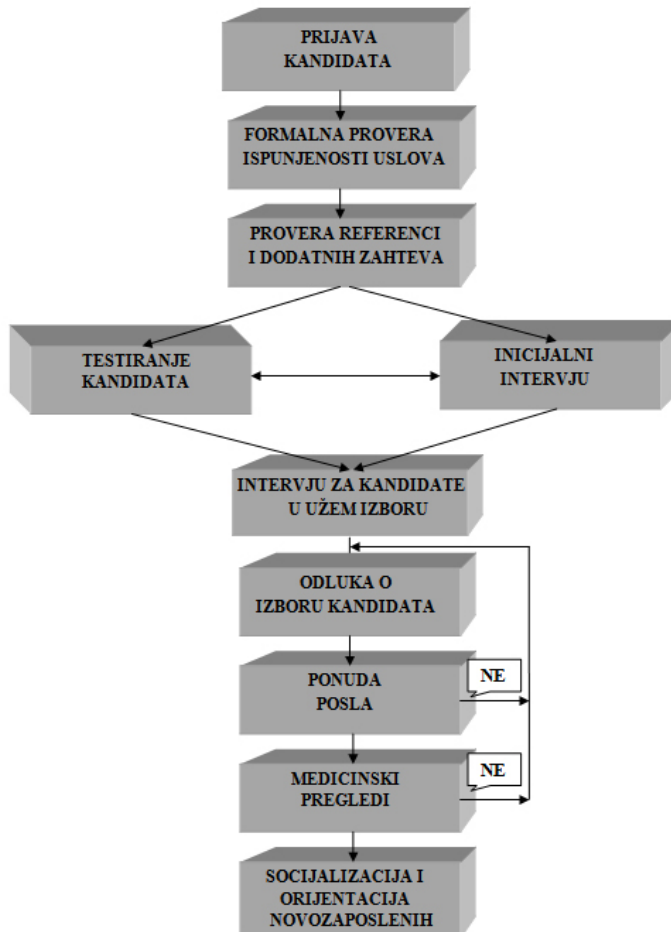 PRIJAVA
KANDIDATA
FORMALNA PROVERA
ISPUNJENOSTI USLOVA
PROVERA REFERENCI
I DODATNIH ZAHTEVA
TESTIRANJE
KANDIDATA
INICIJALNI
INTERVJU
INTERVJU ZA KANDIDATE
U UŽEM IZBORU
ODLUKA O
IZBORU KANDIDATA
PONUDA
POSLA
NE
MEDICINSKI
PREGLEDI
NE
SOCIJALIZACIJA I
ORIJENTACIJA
NOVOZAPOSLENIH